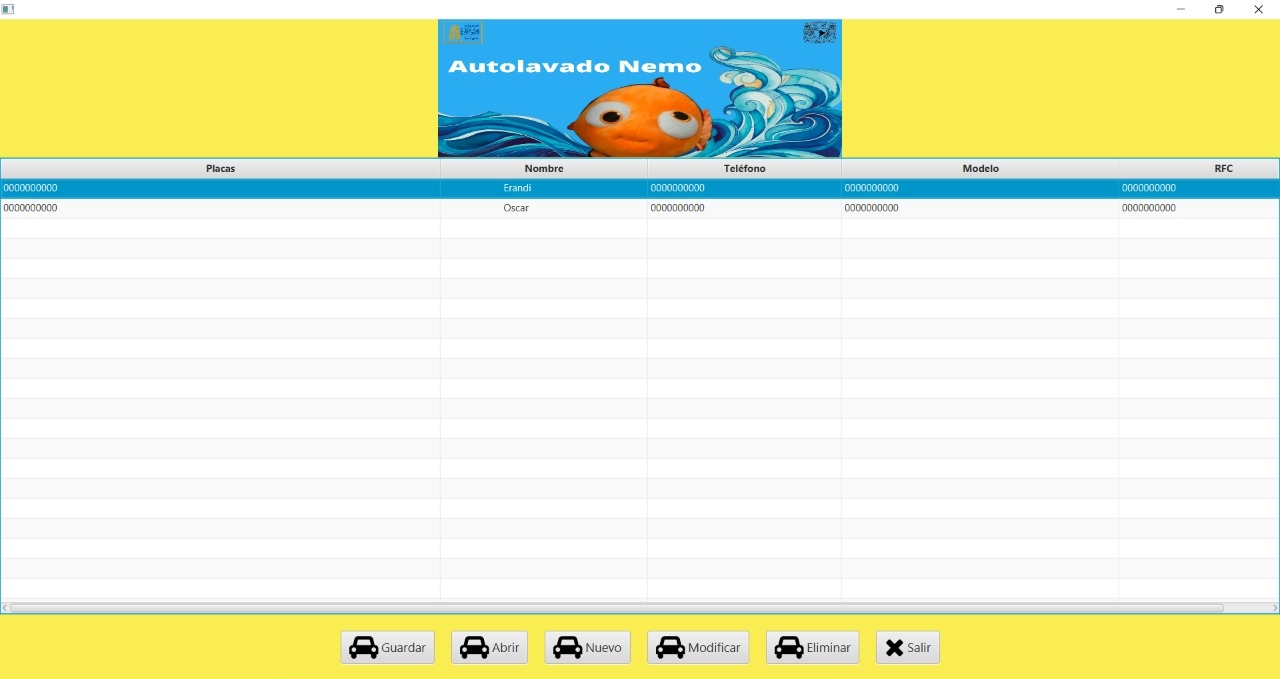 Autolavado Nemo
Placas Nombre Teléfono Modelo RFC
0000000000 Erandi 0000000000 0000000000 0000000000
0000000000 Oscar 0000000000 0000000000 0000000000
Guardar Abrir Nuevo Modificar Eliminar Salir